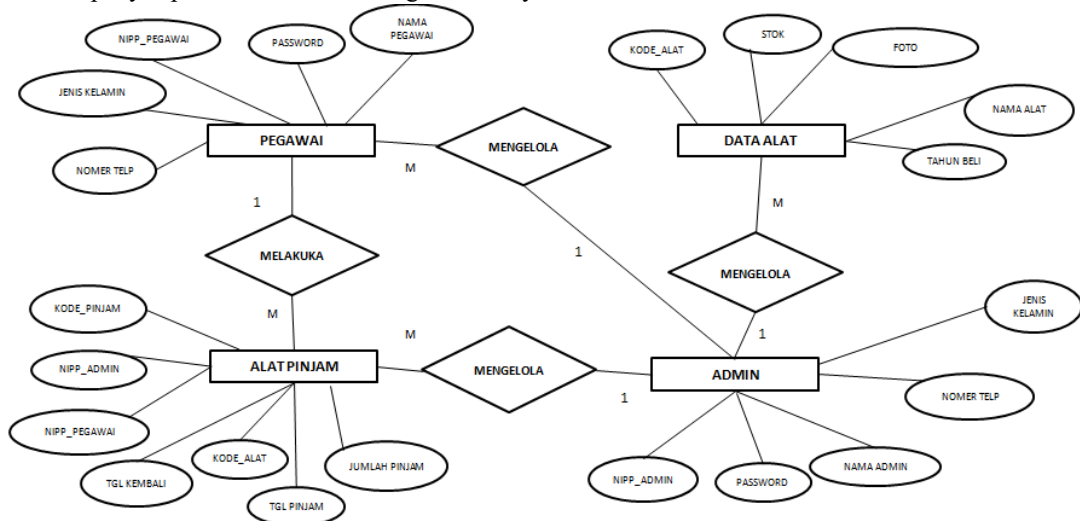 NAMA
PEGAWAI
NIPP_PEGAWAI
PASSWORD
STOK
KODE_ALAT
FOTO
JENIS KELAMIN
NAMA ALAT
PEGAWAI
MENGELOLA
DATA ALAT
NOMER TELP
M
TAHUN BELI
1
M
MELAKUKA
1
MENGELOLA
KODE_PINJAM
JENIS
KELAMIN
M
M
1
NIPP_ADMIN
ALAT PINJAM
MENGELOLA
ADMIN
NOMER TELP
1
NIPP_PEGAWAI
KODE_ALAT
JUMLAH PINJAM
NAMA ADMIN
TGL KEMBALI
NIPP_ADMIN
PASSWORD
TGL PINJAM